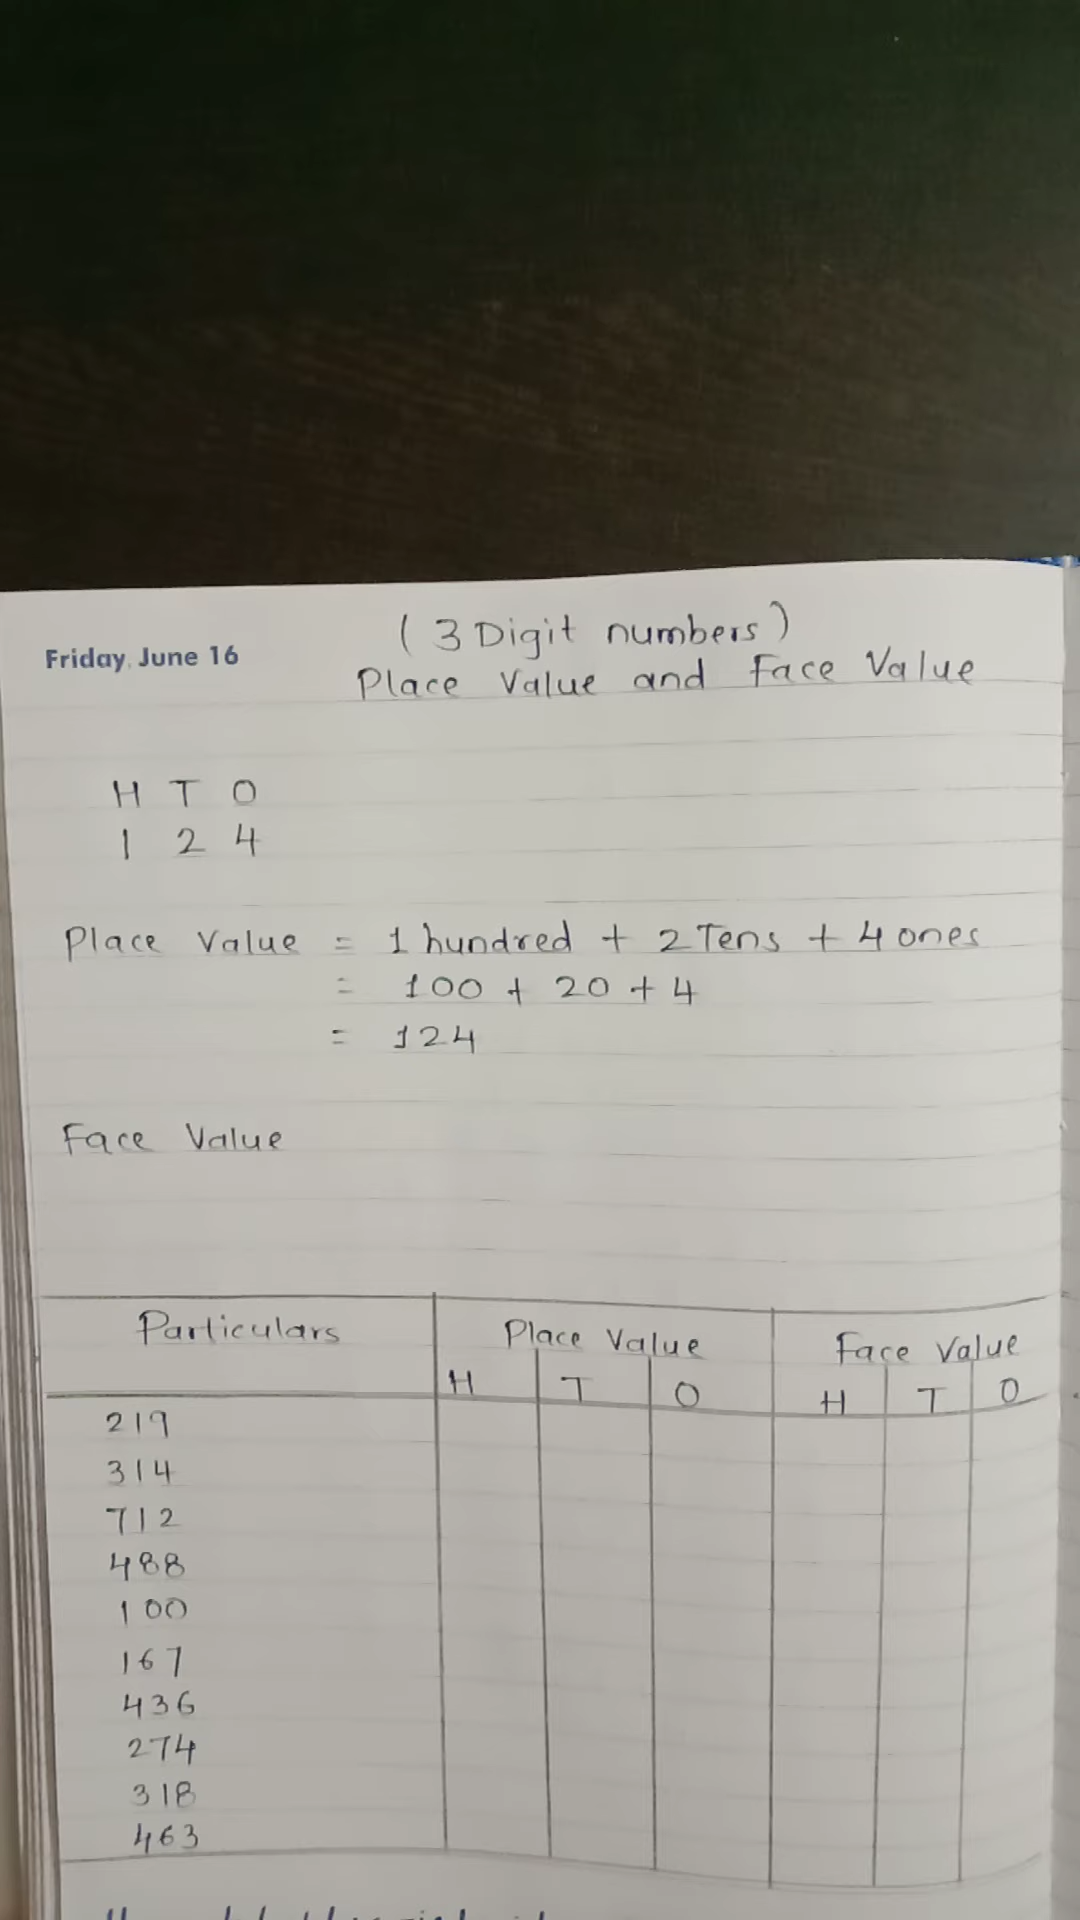 ( 3 Digit numbers )
Friday, June 16
Place Value and Face Value
H T O
1 2 4
Place Value = 1 hundred + 2 Tens + 4 ones
= 100 + 20 + 4
= 124
Face Value
Particulars Place Value Face Value
H T O H T O
219
314
712
488
100
167
436
274
318
463